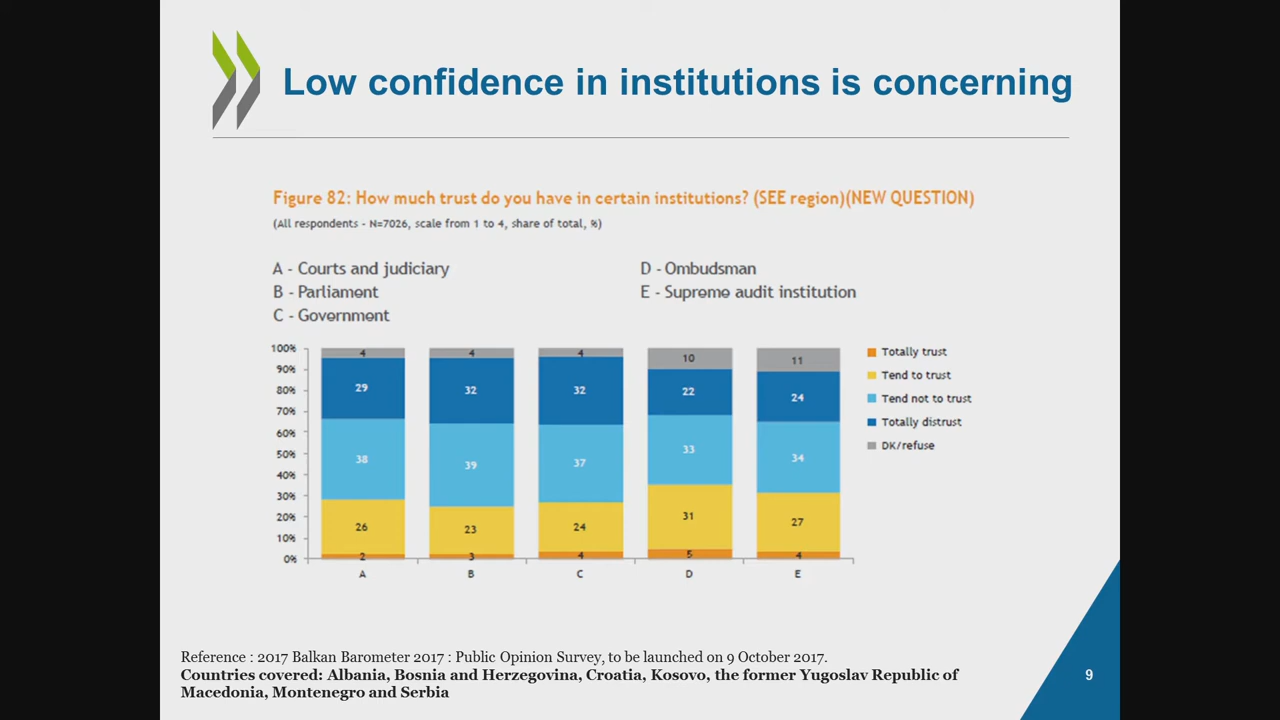 Low confidence in institutions is concerning
Figure 82: How much trust do you have in certain institutions? (SEE region)(NEW QUESTION)
(All respondents - N=7026, scale from 1 to 4, share of total, %)
A - Courts and judiciary
B - Parliament
C - Government
D - Ombudsman
E - Supreme audit institution
100%
90%
80%
70%
60%
50%
40%
30%
20%
10%
0%
4 4 4 10 11
29 32 32 22 24
38 39 37 33 34
26 23 24 31 27
2 3 4 5 4
A B C D E
Totally trust
Tend to trust
Tend not to trust
Totally distrust
DK/refuse
Reference : 2017 Balkan Barometer 2017 : Public Opinion Survey, to be launched on 9 October 2017.
Countries covered: Albania, Bosnia and Herzegovina, Croatia, Kosovo, the former Yugoslav Republic of
Macedonia, Montenegro and Serbia
9